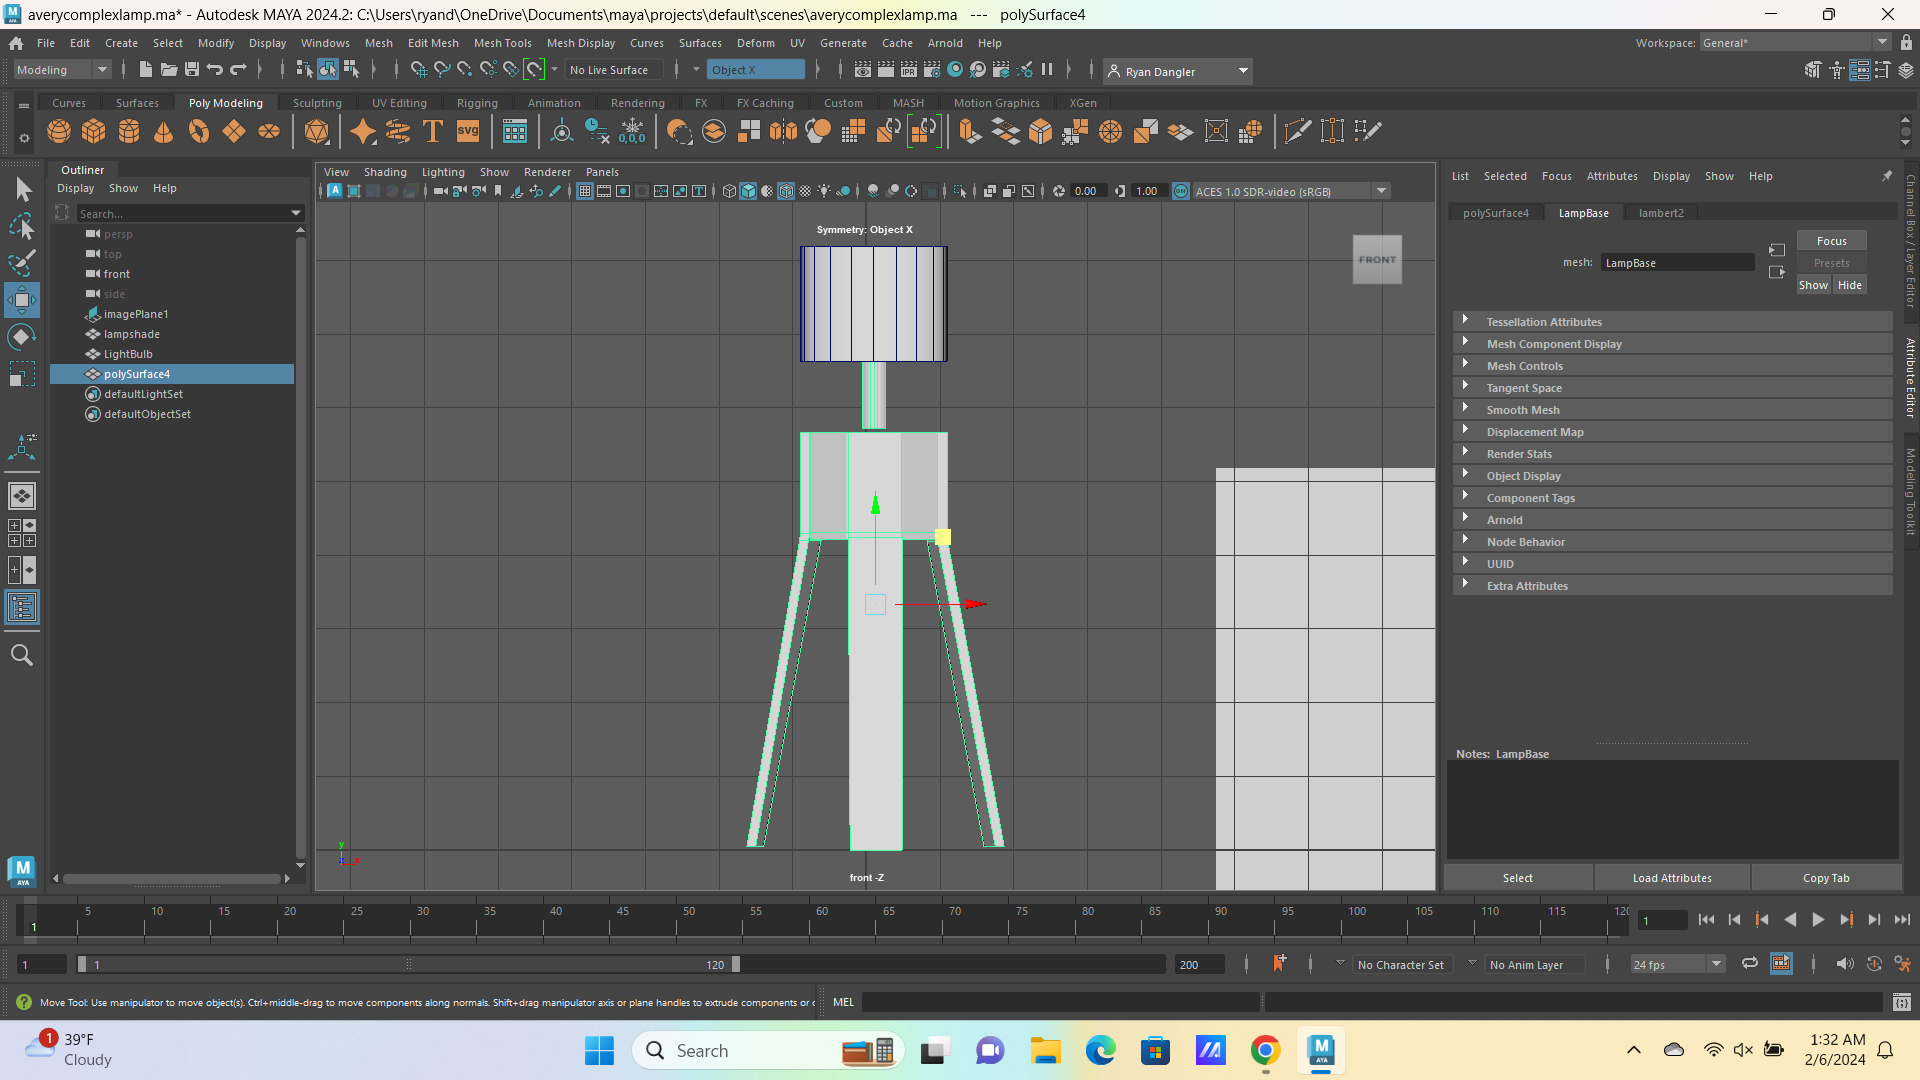 averycomplexlamp.ma* - Autodesk MAYA 2024.2: C:\Users\ryand\OneDrive\Documents\maya\projects\default\scenes\averycomplexlamp.ma --- polySurface4
File Edit Create Select Modify Display Windows Mesh Edit Mesh Mesh Tools Mesh Display Curves Surfaces Deform UV Generate Cache Arnold Help
Workspace: General*
Modeling No Live Surface Object X IPR Ryan Dangler
Curves Surfaces Poly Modeling Sculpting UV Editing Rigging Animation Rendering FX FX Caching Custom MASH Motion Graphics XGen
T svg 0,0,0
Outliner
Display Show Help
Search...
persp
top
front
side
imagePlane1
lampshade
LightBulb
polySurface4
defaultLightSet
defaultObjectSet
View Shading Lighting Show Renderer Panels
0.00 1.00 ON ACES 1.0 SDR-video (sRGB)
Symmetry: Object X
FRONT
y
z x
front -Z
List Selected Focus Attributes Display Show Help
polySurface4 LampBase lambert2
Focus
mesh: LampBase
Presets
Show Hide
Tessellation Attributes
Mesh Component Display
Mesh Controls
Tangent Space
Smooth Mesh
Displacement Map
Render Stats
Object Display
Component Tags
Arnold
Node Behavior
UUID
Extra Attributes
Notes: LampBase
Select Load Attributes Copy Tab
Channel Box / Layer Editor
Attribute Editor
Modeling Toolkit
M
AYA
5 10 15 20 25 30 35 40 45 50 55 60 65 70 75 80 85 90 95 100 105 110 115 120
1
1
1 1 120 200 No Character Set No Anim Layer 24 fps
Move Tool: Use manipulator to move object(s). Ctrl+middle-drag to move components along normals. Shift+drag manipulator axis or plane handles to extrude components or
MEL
1
39°F
Cloudy
Search
M
AYA
1:32 AM
2/6/2024